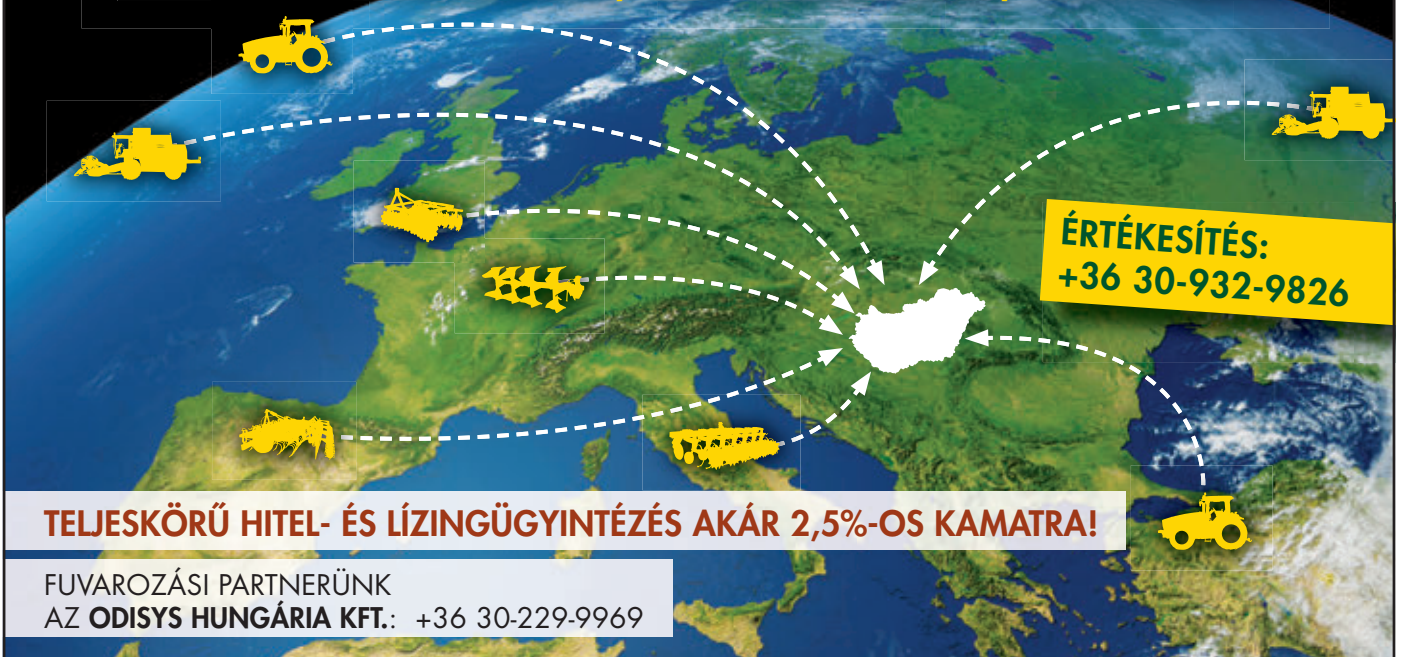 ÉRTÉKESÍTÉS:
+36 30-932-9826
TELJESKÖRŰ HITEL- ÉS LÍZINGÜGYINTÉZÉS AKÁR 2,5%-OS KAMATRA!
FUVAROZÁSI PARTNERÜNK
AZ ODISYS HUNGÁRIA KFT.: +36 30-229-9969